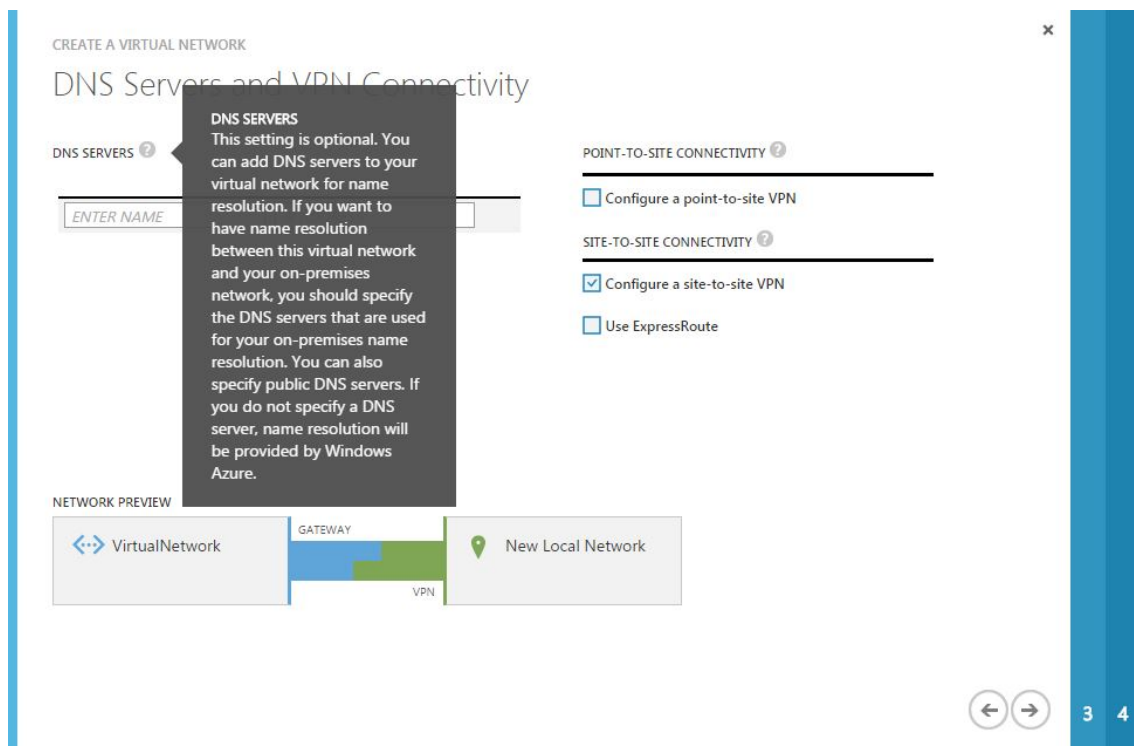 CREATE A VIRTUAL NETWORK
DNS Servers and VPN Connectivity
DNS SERVERS
DNS SERVERS
This setting is optional. You
can add DNS servers to your
virtual network for name
resolution. If you want to
have name resolution
between this virtual network
and your on-premises
network, you should specify
the DNS servers that are used
for your on-premises name
resolution. You can also
specify public DNS servers. If
you do not specify a DNS
server, name resolution will
be provided by Windows
Azure.
ENTER NAME
POINT-TO-SITE CONNECTIVITY
Configure a point-to-site VPN
SITE-TO-SITE CONNECTIVITY
Configure a site-to-site VPN
Use ExpressRoute
NETWORK PREVIEW
VirtualNetwork
GATEWAY
VPN
New Local Network
3 4